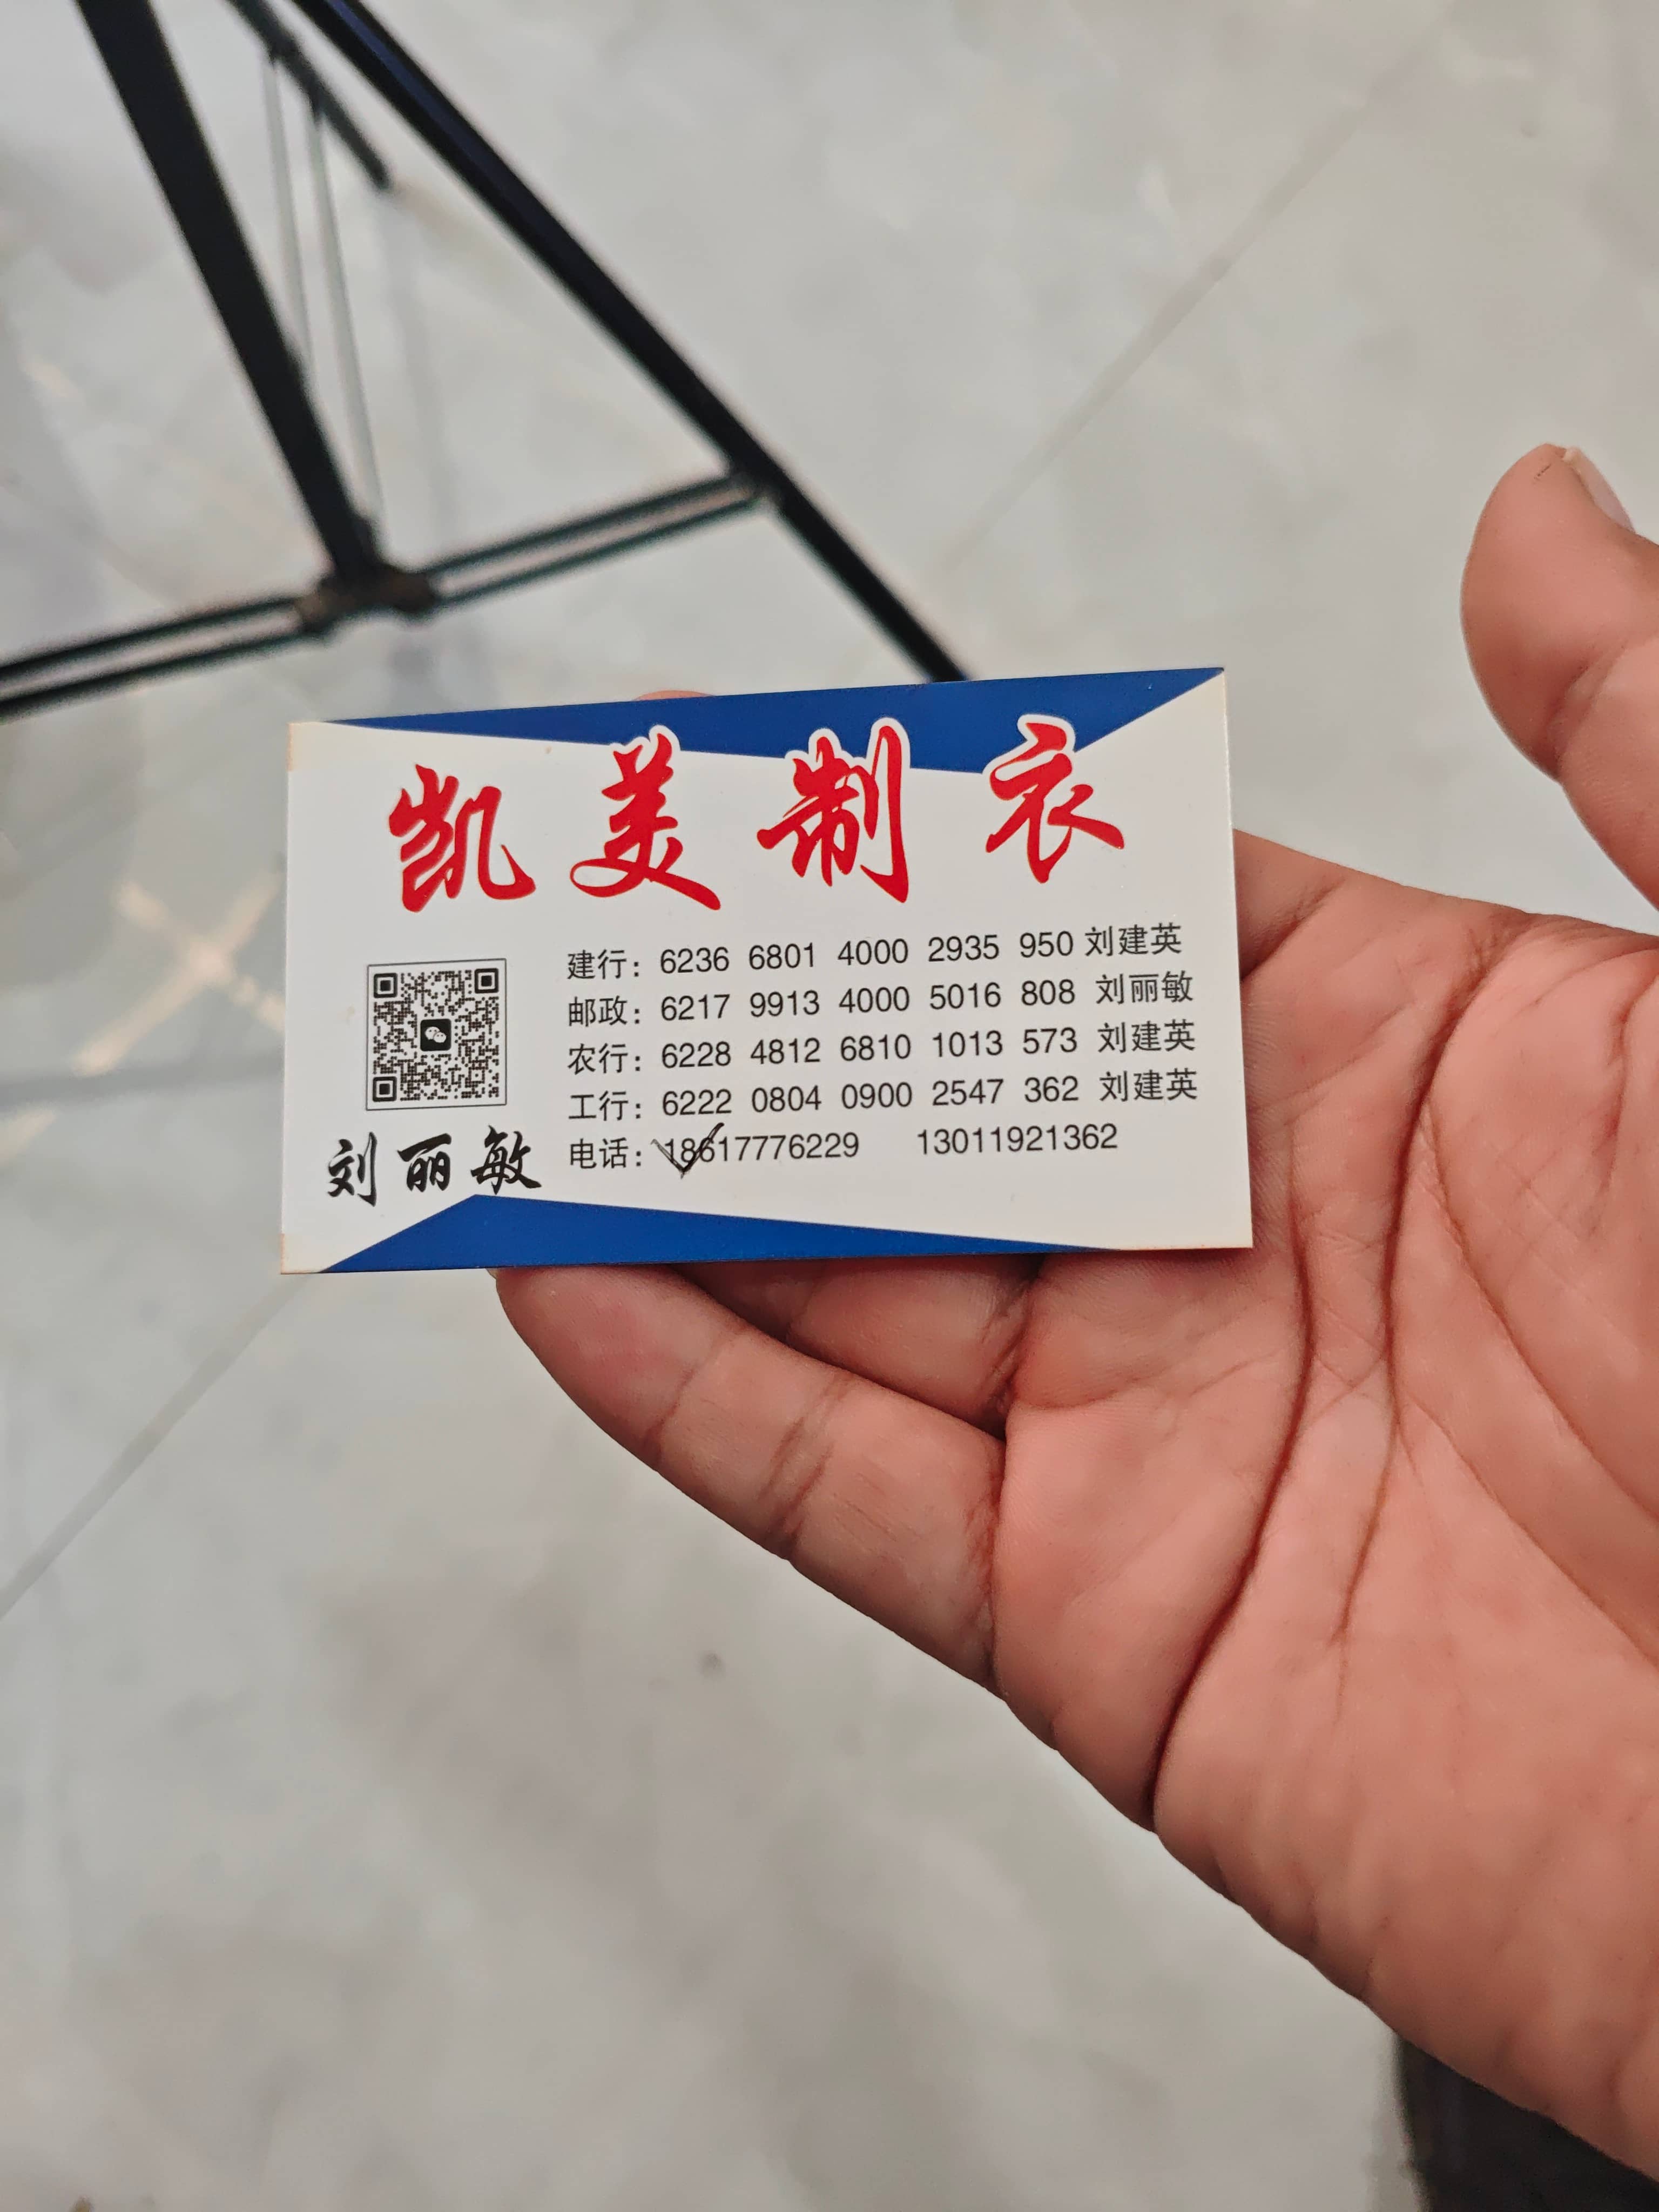 凯美制衣
建行：6236 6801 4000 2935 950 刘建英
邮政：6217 9913 4000 5016 808 刘丽敏
农行：6228 4812 6810 1013 573 刘建英
工行：6222 0804 0900 2547 362 刘建英
电话：18617776229 13011921362
刘丽敏